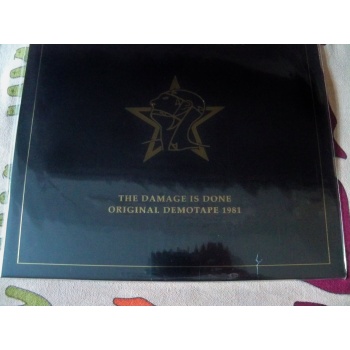 THE DAMAGE IS DONE
ORIGINAL DEMOTAPE 1981